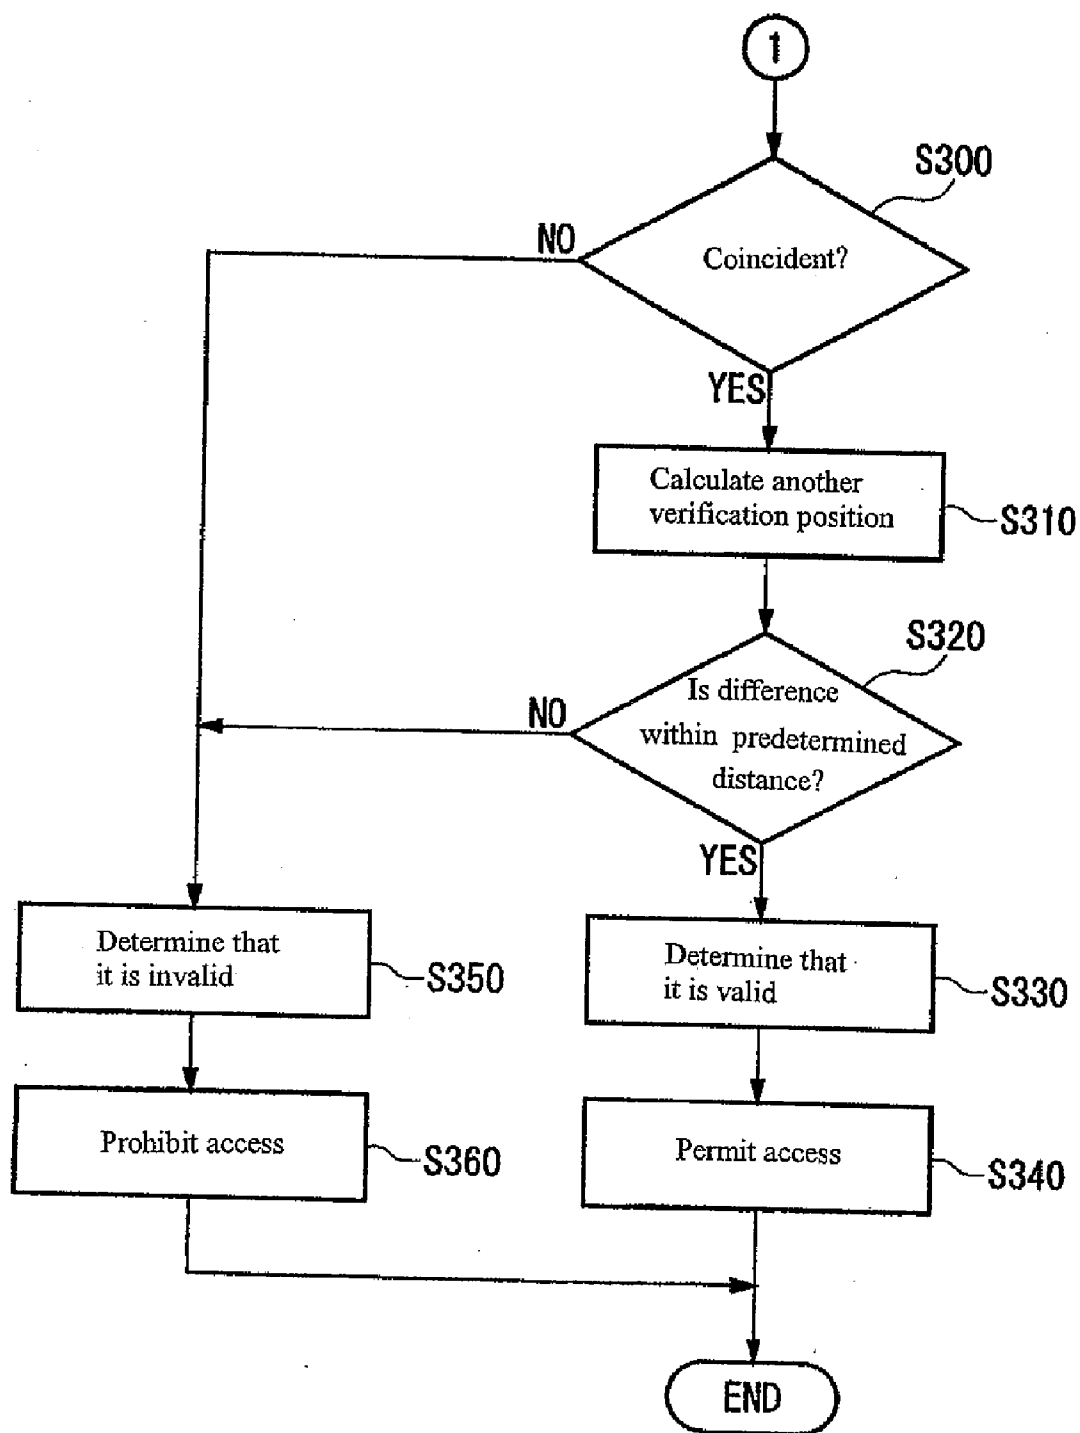 1
S300
NO
Coincident?
YES
Calculate another
verification position
S310
S320
NO
Is difference
within predetermined
distance?
YES
Determine that
it is invalid
S350
Determine that
it is valid
S330
Prohibit access
S360
Permit access
S340
END